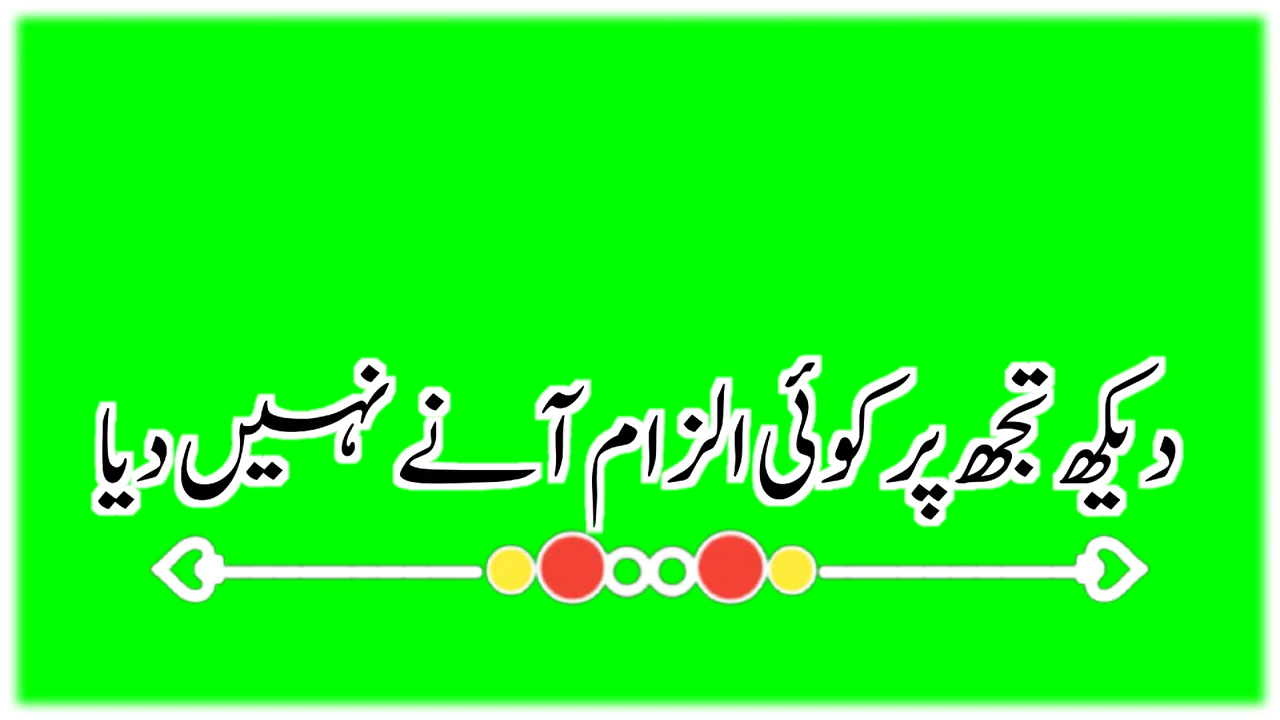 دیکھ تجھ پر کوئی الزام آنے نہیں دیا